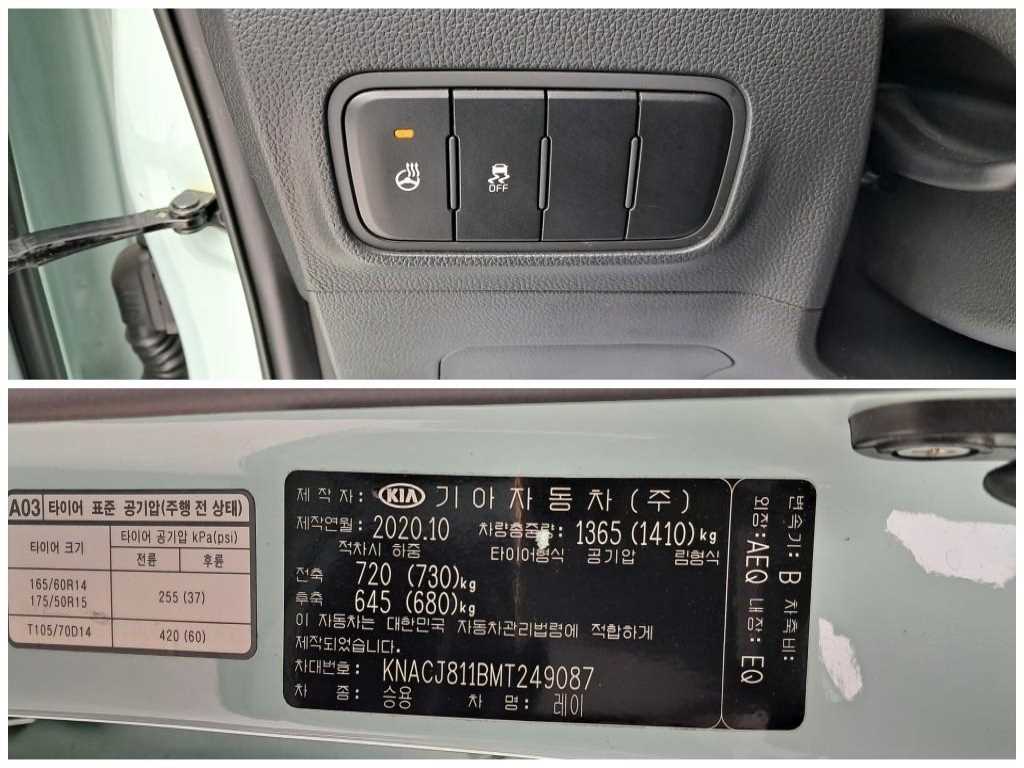 OFF
A03 타이어 표준 공기압(주행 전 상태)
타이어 크기
타이어 공기압 kPa(psi)
전륜 후륜
165/60R14
175/50R15
255 (37)
T105/70D14
420 (60)
제 작 자: KIA 기아자동차(주)
제작연월: 2020.10 차량총중량: 1365 (1410)kg
적차시 하중 타이어형식 공기압 림형식
전축 720 (730)kg
후축 645 (680)kg
이 자동차는 대한민국 자동차관리법령에 적합하게
제작되었습니다.
차대번호: KNACJ811BMT249087
차 종: 승용 차 명: 레이
변속기: B 차축비:
외장:AEQ 내장: EQ